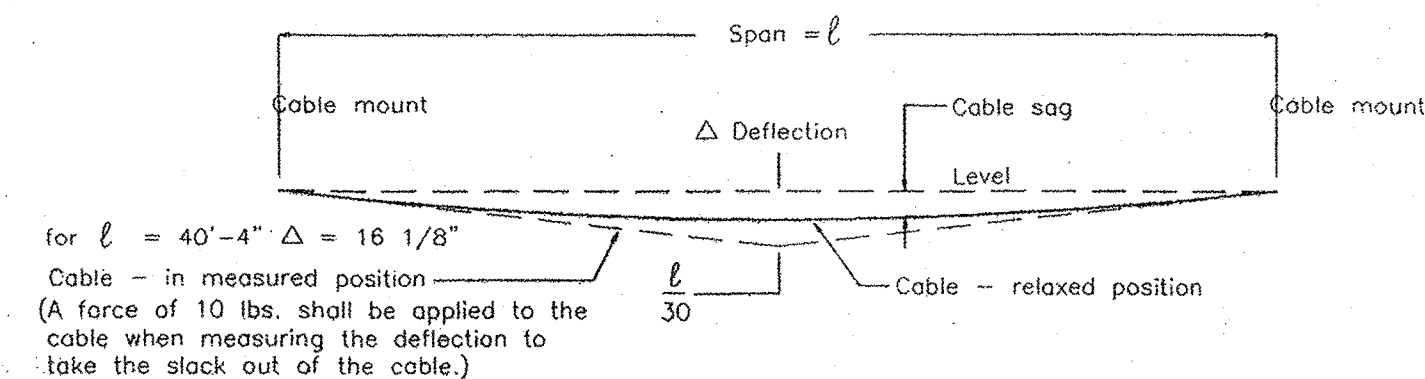 Span = ℓ
Cable mount
Cable sag
Cable mount
△ Deflection
Level
for ℓ = 40'-4" △ = 16 1/8"
Cable – in measured position
ℓ
30
Cable – relaxed position
(A force of 10 lbs. shall be applied to the
cable when measuring the deflection to
take the slack out of the cable.)